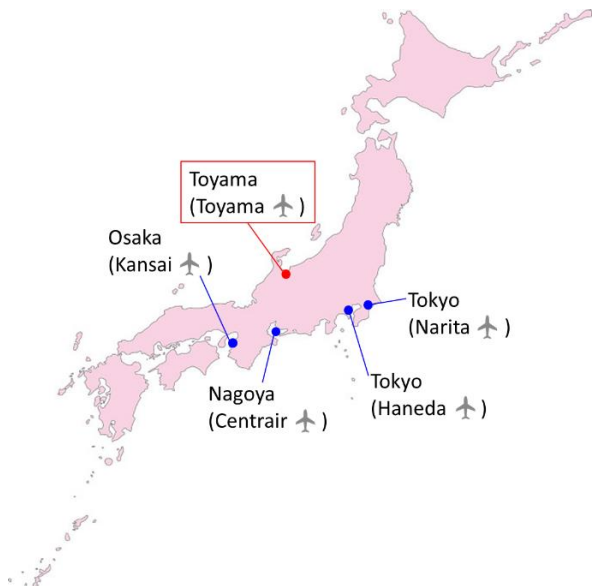 Toyama
(Toyama ✈ )
Osaka
(Kansai ✈ )
Tokyo
(Narita ✈ )
Nagoya
(Centrair ✈ )
Tokyo
(Haneda ✈ )